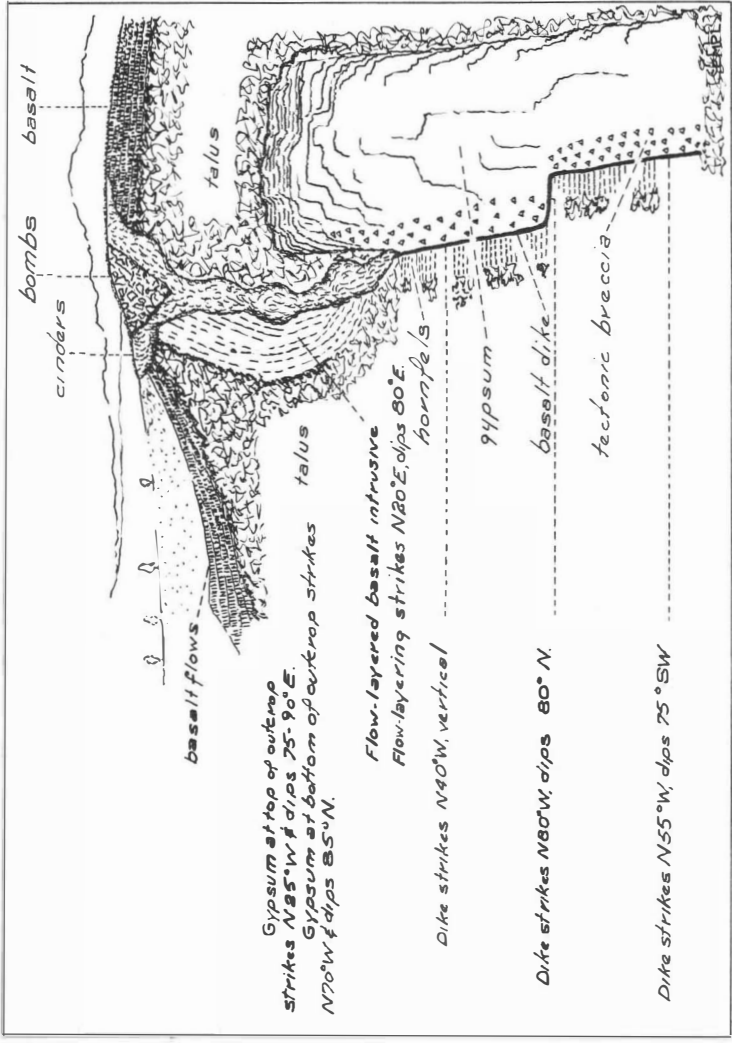 cinders
bombs
basalt
basalt flows
talus
Gypsum at top of outcrop
strikes N25°W & dips 75-90°E.
Gypsum at bottom of outcrop strikes
N70°W & dips 85°N.
talus
Flow-layered basalt intrusive
Flow-layering strikes N20°E, dips 80°E.
hornfels
Dike strikes N40°W, vertical
gypsum
basalt dike
Dike strikes N80°W, dips 80° N.
tectonic breccia
Dike strikes N55°W, dips 75° SW